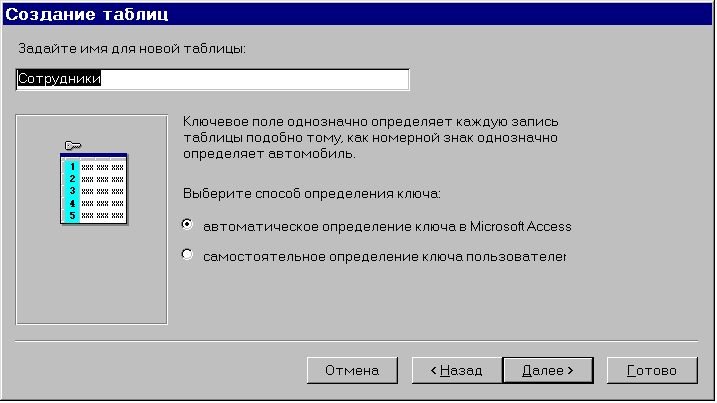 Создание таблиц
Задайте имя для новой таблицы:
Сотрудники
Ключевое поле однозначно определяет каждую запись
таблицы подобно тому, как номерной знак однозначно
определяет автомобиль.
1 xxx xxx xxx
2 xxx xxx xxx
3 xxx xxx xxx
4 xxx xxx xxx
5 xxx xxx xxx
Выберите способ определения ключа:
автоматическое определение ключа в Microsoft Access
самостоятельное определение ключа пользователем
Отмена
< Назад
Далее >
Готово